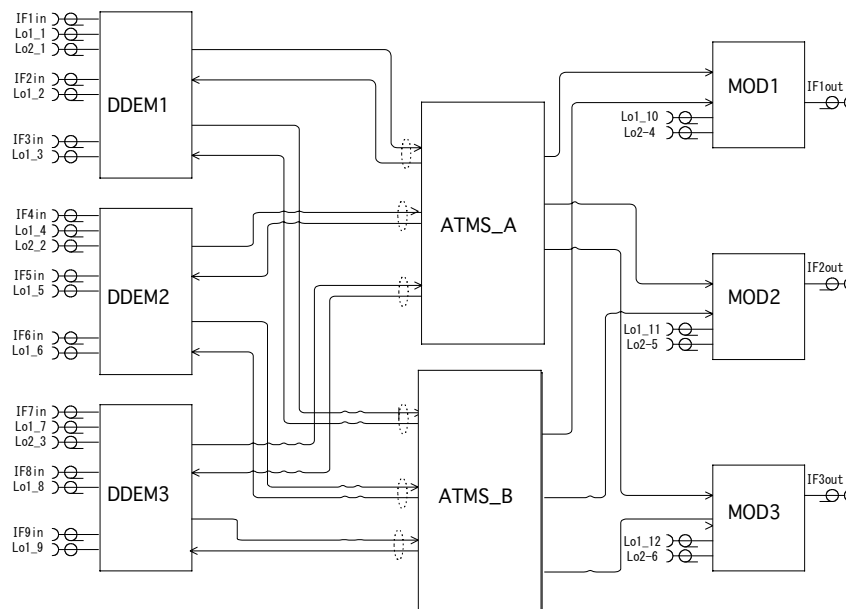 IF1in
Lo1_1
Lo2_1
IF2in
Lo1_2
IF3in
Lo1_3
DDEM1
IF4in
Lo1_4
Lo2_2
IF5in
Lo1_5
IF6in
Lo1_6
DDEM2
IF7in
Lo1_7
Lo2_3
IF8in
Lo1_8
IF9in
Lo1_9
DDEM3
ATMS_A
ATMS_B
MOD1
IF1out
Lo1_10
Lo2-4
MOD2
IF2out
Lo1_11
Lo2-5
MOD3
IF3out
Lo1_12
Lo2-6